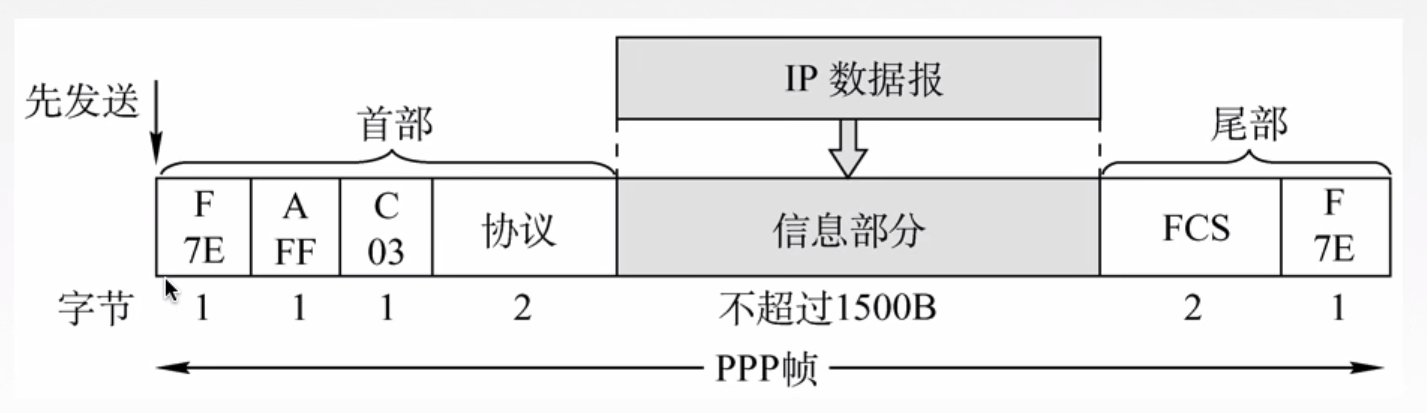 IP 数据报
先发送
首部
尾部
F
7E
A
FF
C
03
协议
信息部分
FCS
F
7E
字节 1 1 1 2 不超过1500B 2 1
PPP帧